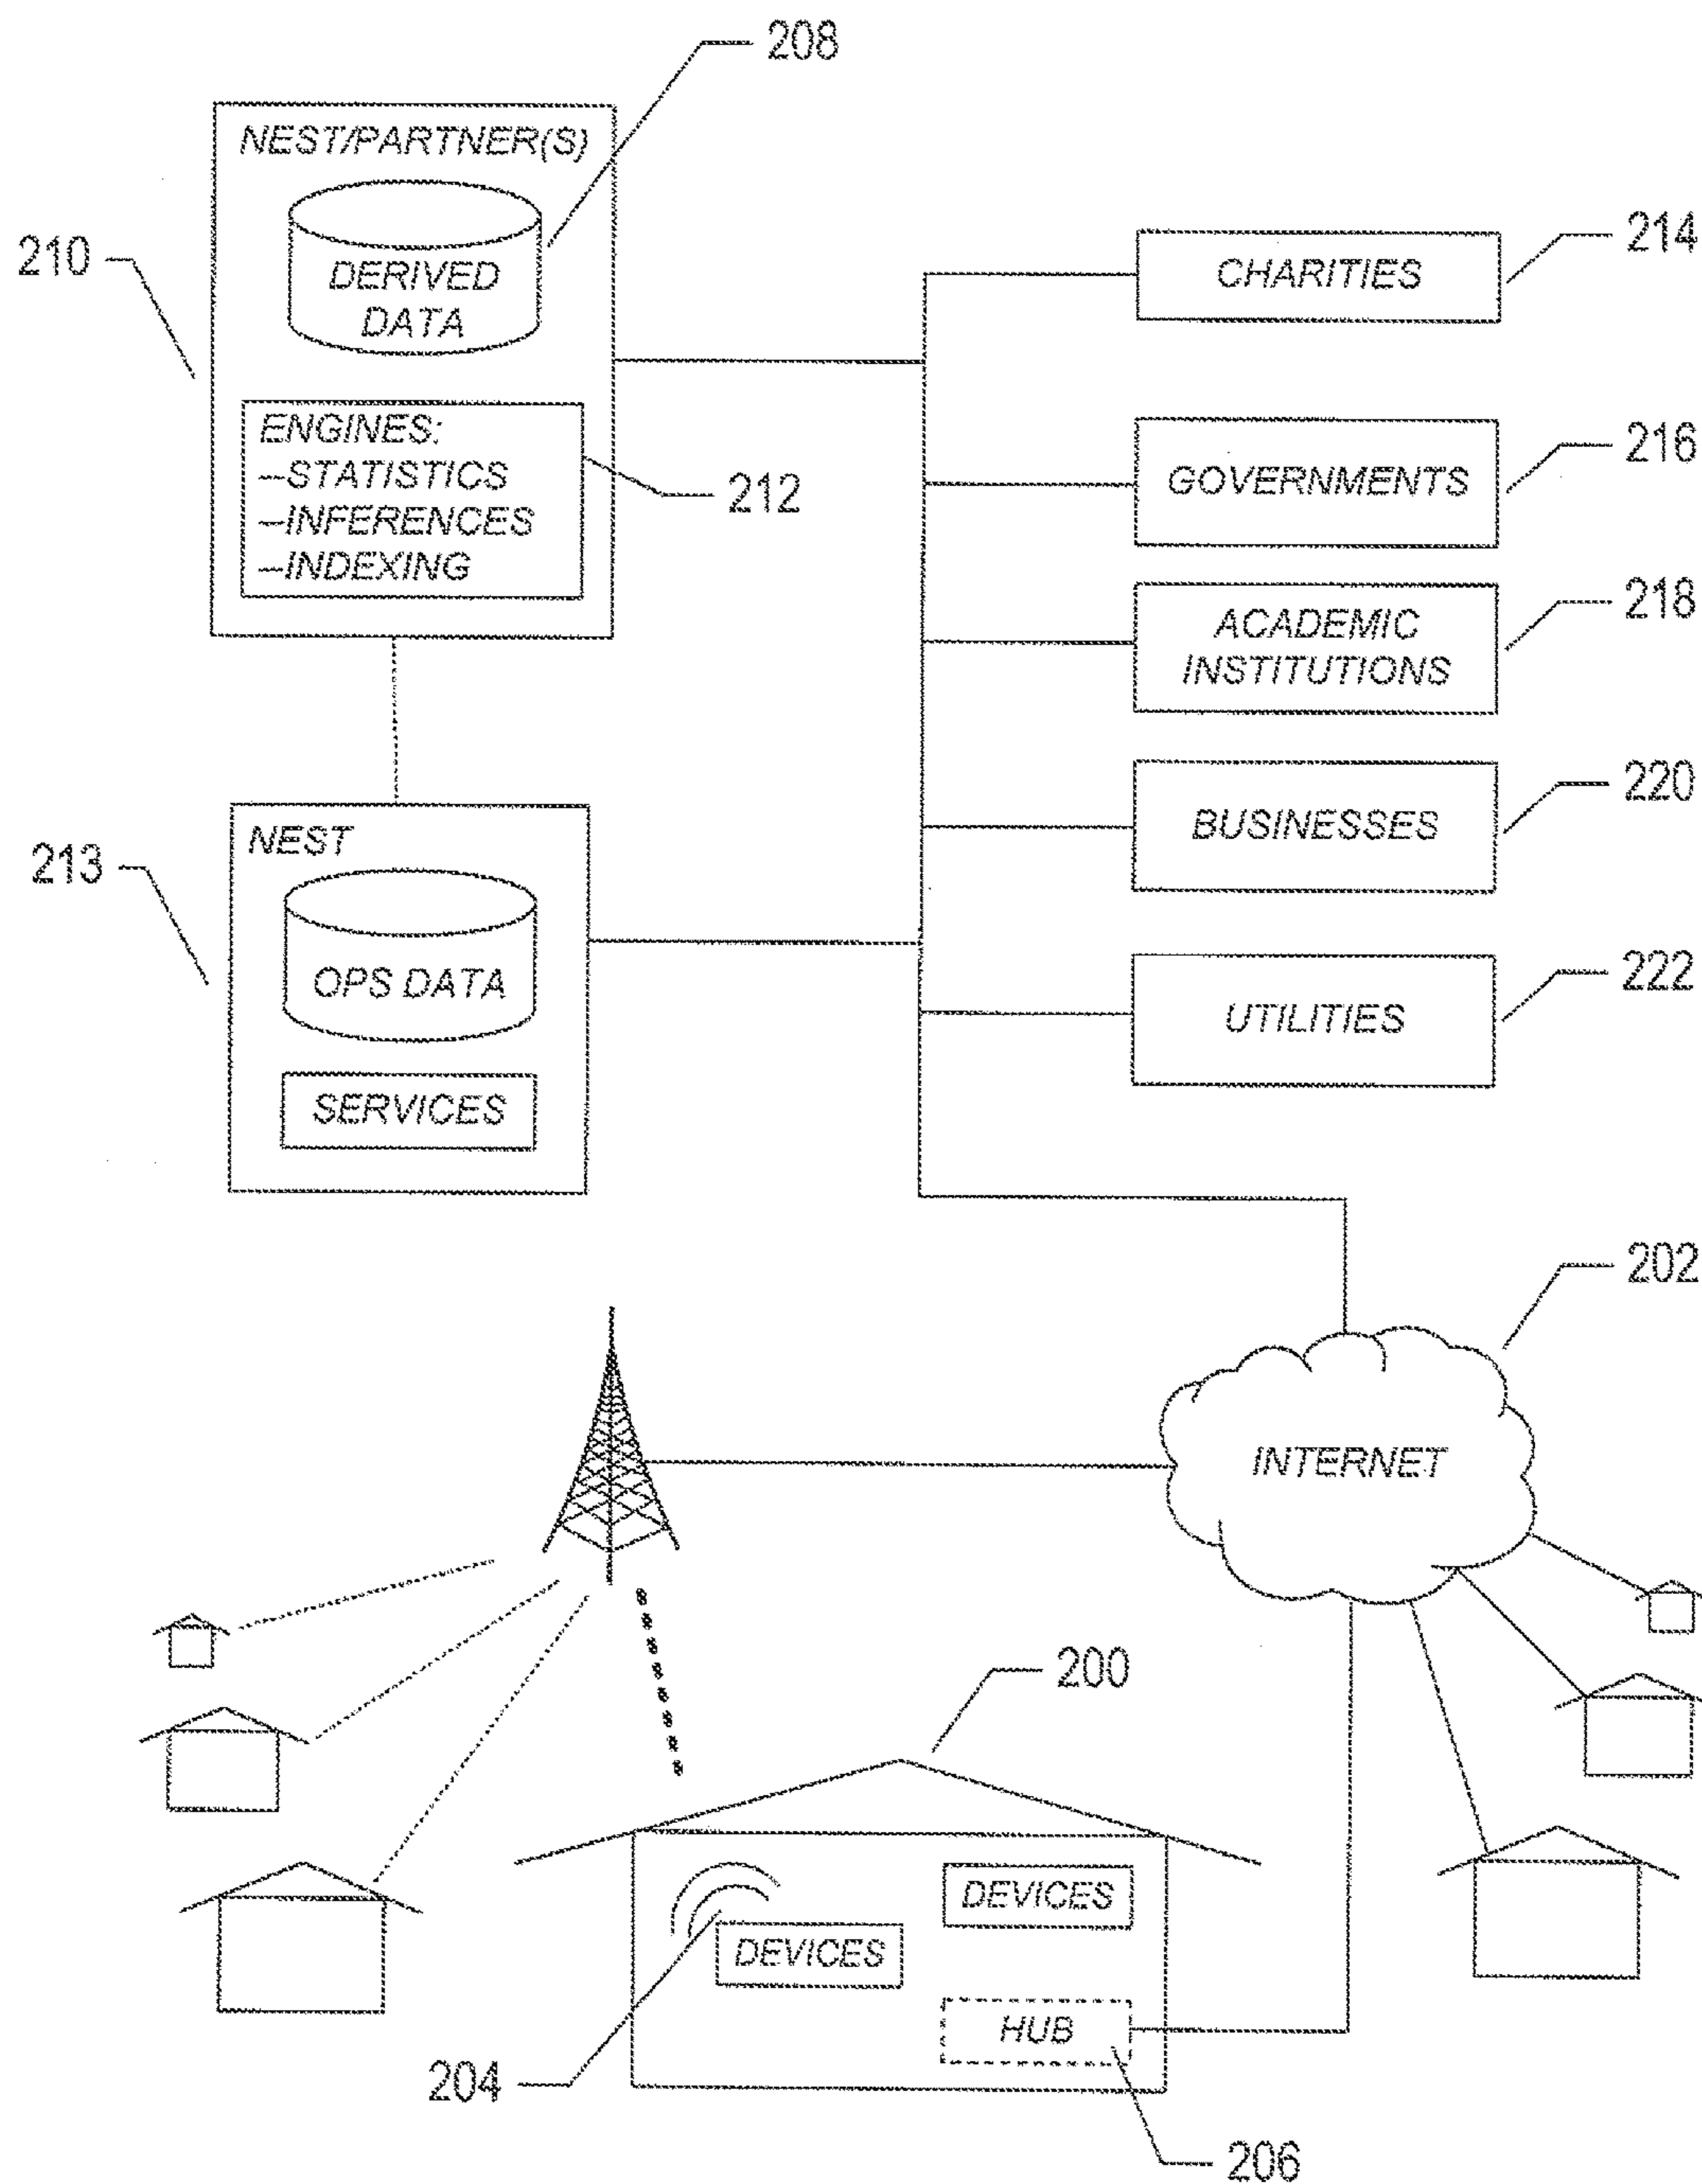 208
NEST/PARTNER(S)
210
DERIVED
DATA
214
CHARITIES
ENGINES:
--STATISTICS
--INFERENCES
--INDEXING
212
216
GOVERNMENTS
218
ACADEMIC
INSTITUTIONS
220
BUSINESSES
213
NEST
OPS DATA
SERVICES
222
UTILITIES
202
INTERNET
200
DEVICES
DEVICES
HUB
204
206